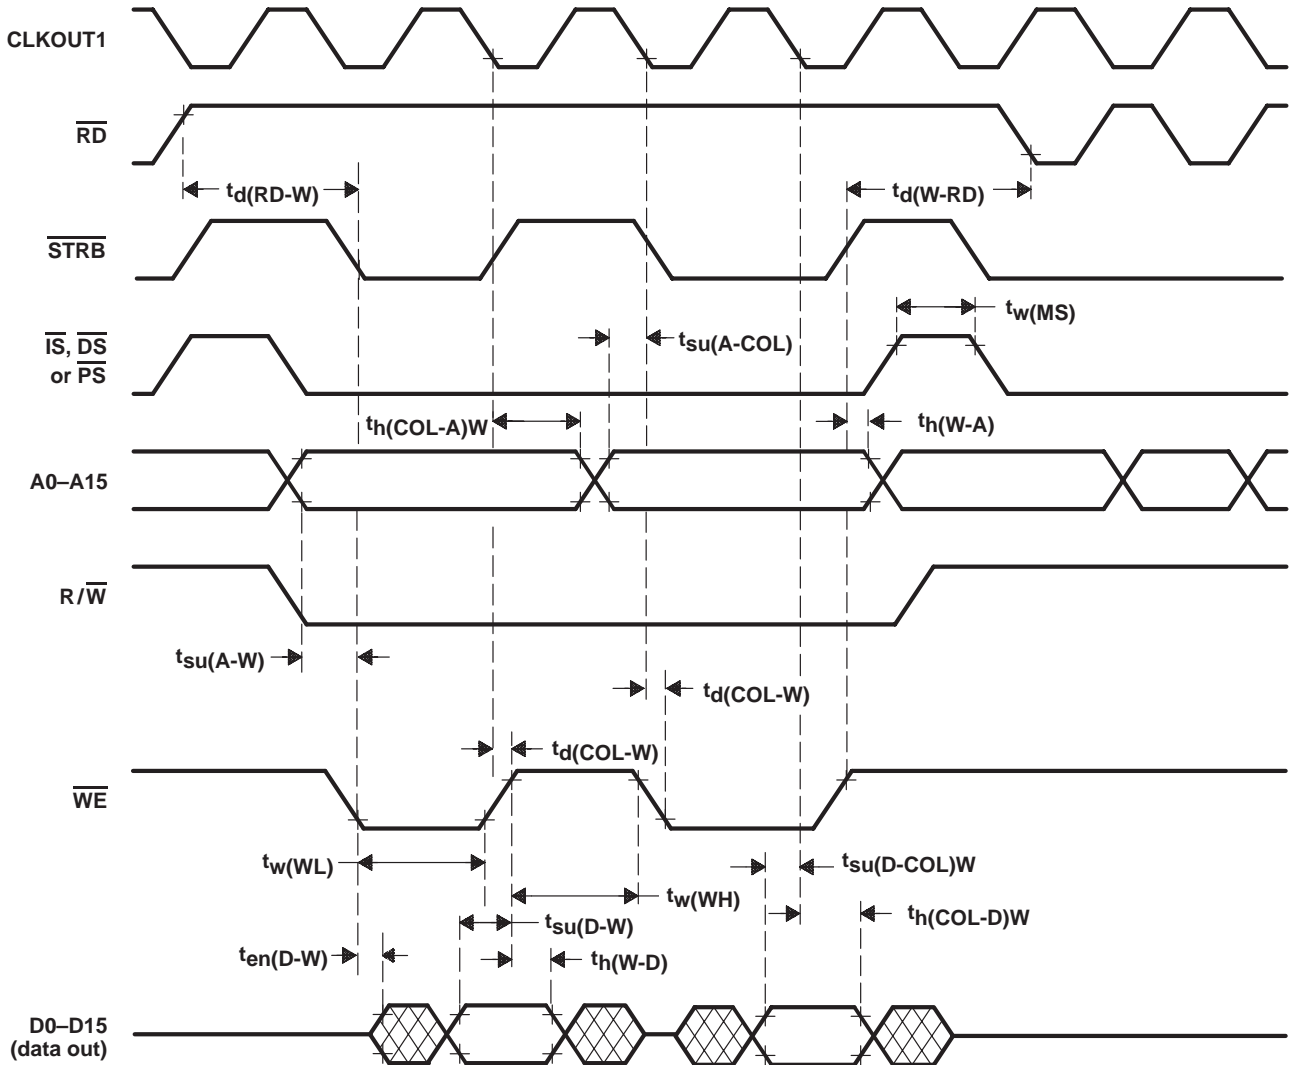 CLKOUT1
RD
td(RD-W)
td(W-RD)
STRB
tw(MS)
IS, DS
or PS
tsu(A-COL)
th(COL-A)W
th(W-A)
A0–A15
R/W
tsu(A-W)
td(COL-W)
td(COL-W)
WE
tw(WL)
tsu(D-COL)W
tw(WH)
th(COL-D)W
tsu(D-W)
ten(D-W)
th(W-D)
D0–D15
(data out)